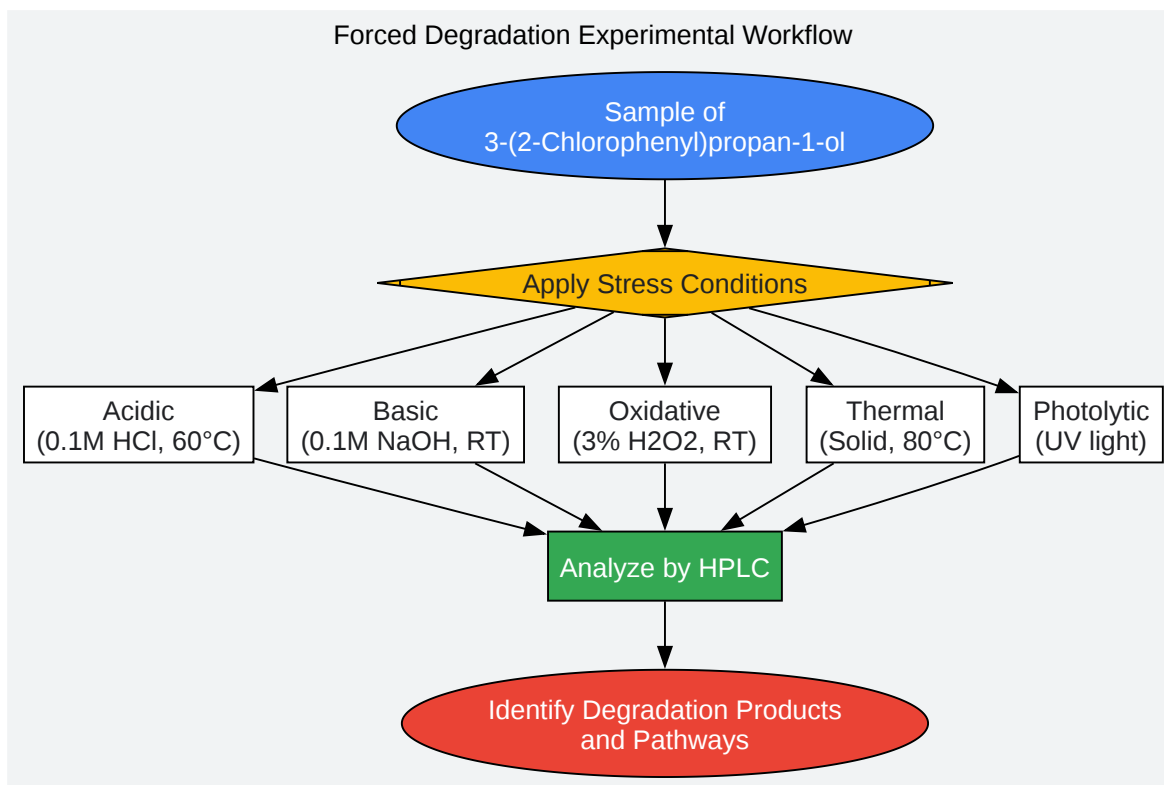 Forced Degradation Experimental Workflow
Sample of
3-(2-Chlorophenyl)propan-1-ol
Apply Stress Conditions
Acidic
(0.1M HCl, 60°C)
Basic
(0.1M NaOH, RT)
Oxidative
(3% H2O2, RT)
Thermal
(Solid, 80°C)
Photolytic
(UV light)
Analyze by HPLC
Identify Degradation Products
and Pathways